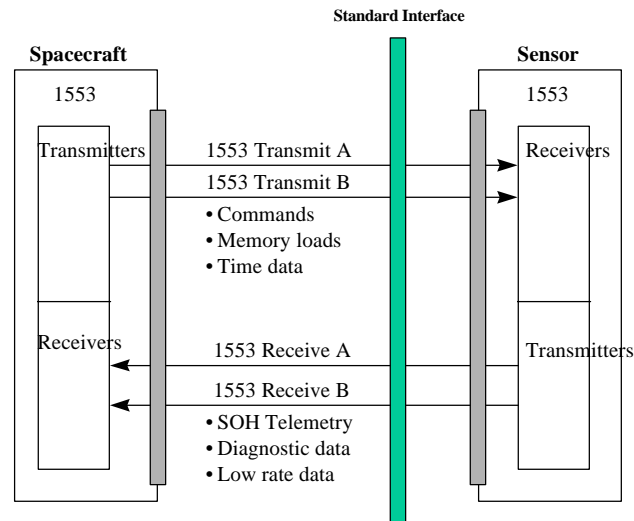 Standard Interface
Spacecraft
Sensor
1553
1553
Transmitters
1553 Transmit A
Receivers
1553 Transmit B
• Commands
• Memory loads
• Time data
Receivers
1553 Receive A
Transmitters
1553 Receive B
• SOH Telemetry
• Diagnostic data
• Low rate data